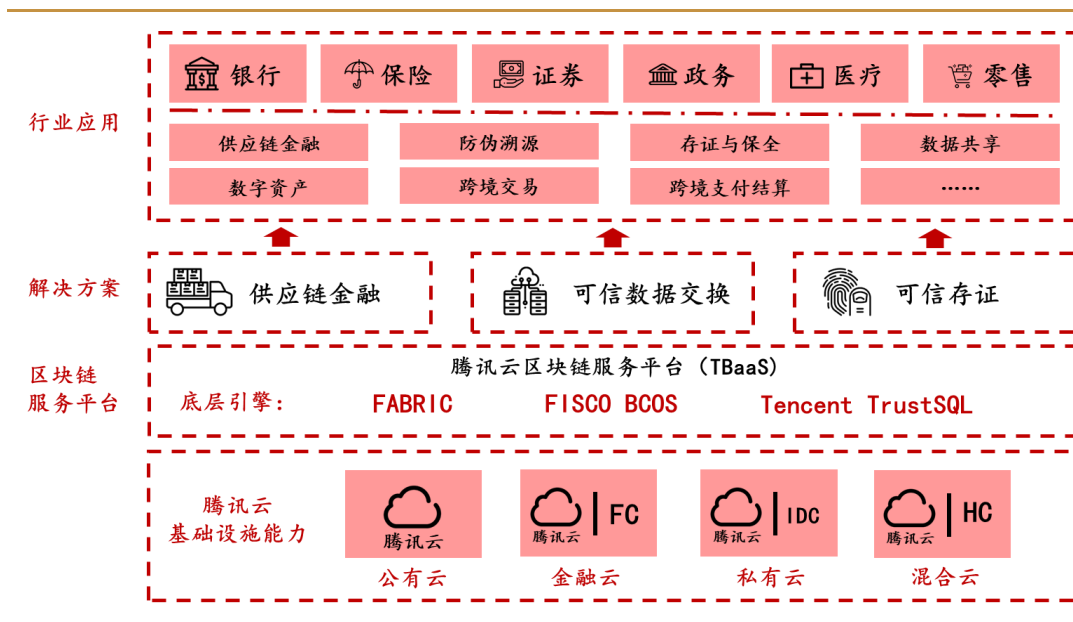 银行
保险
证券
政务
医疗
零售
行业应用
供应链金融
防伪溯源
存证与保全
数据共享
数字资产
跨境交易
跨境支付结算
……
解决方案
供应链金融
可信数据交换
可信存证
区块链
服务平台
腾讯云区块链服务平台（TBaaS）
底层引擎：
FABRIC
FISCO BCOS
Tencent TrustSQL
腾讯云
基础设施能力
腾讯云
腾讯云
FC
腾讯云
IDC
腾讯云
HC
公有云
金融云
私有云
混合云